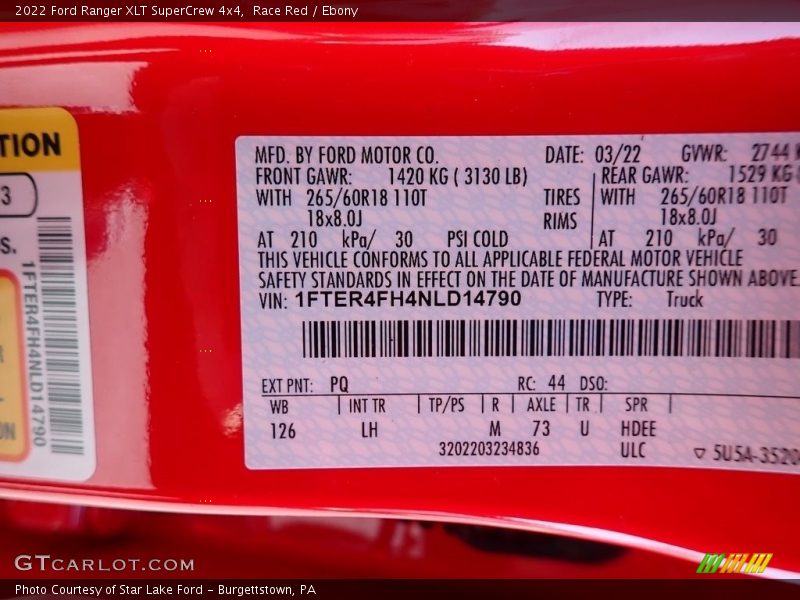 2022 Ford Ranger XLT SuperCrew 4x4,  Race Red / Ebony
TION
3
S.
1FTER4FH4NLD14790
MFD. BY FORD MOTOR CO. DATE: 03/22 GVWR: 2744
FRONT GAWR: 1420 KG ( 3130 LB) REAR GAWR: 1529 KG
WITH 265/60R18 110T TIRES WITH 265/60R18 110T
18x8.0J RIMS 18x8.0J
AT 210 kPa/ 30 PSI COLD AT 210 kPa/ 30
THIS VEHICLE CONFORMS TO ALL APPLICABLE FEDERAL MOTOR VEHICLE
SAFETY STANDARDS IN EFFECT ON THE DATE OF MANUFACTURE SHOWN ABOVE.
VIN: 1FTER4FH4NLD14790 TYPE: Truck
EXT PNT: PQ RC: 44 DSO:
WB INT TR TP/PS R AXLE TR SPR
126 LH M 73 U HDEE
3202203234836 ULC 5U5A-3520
GTCARLOT.COM
Photo Courtesy of Star Lake Ford - Burgettstown, PA